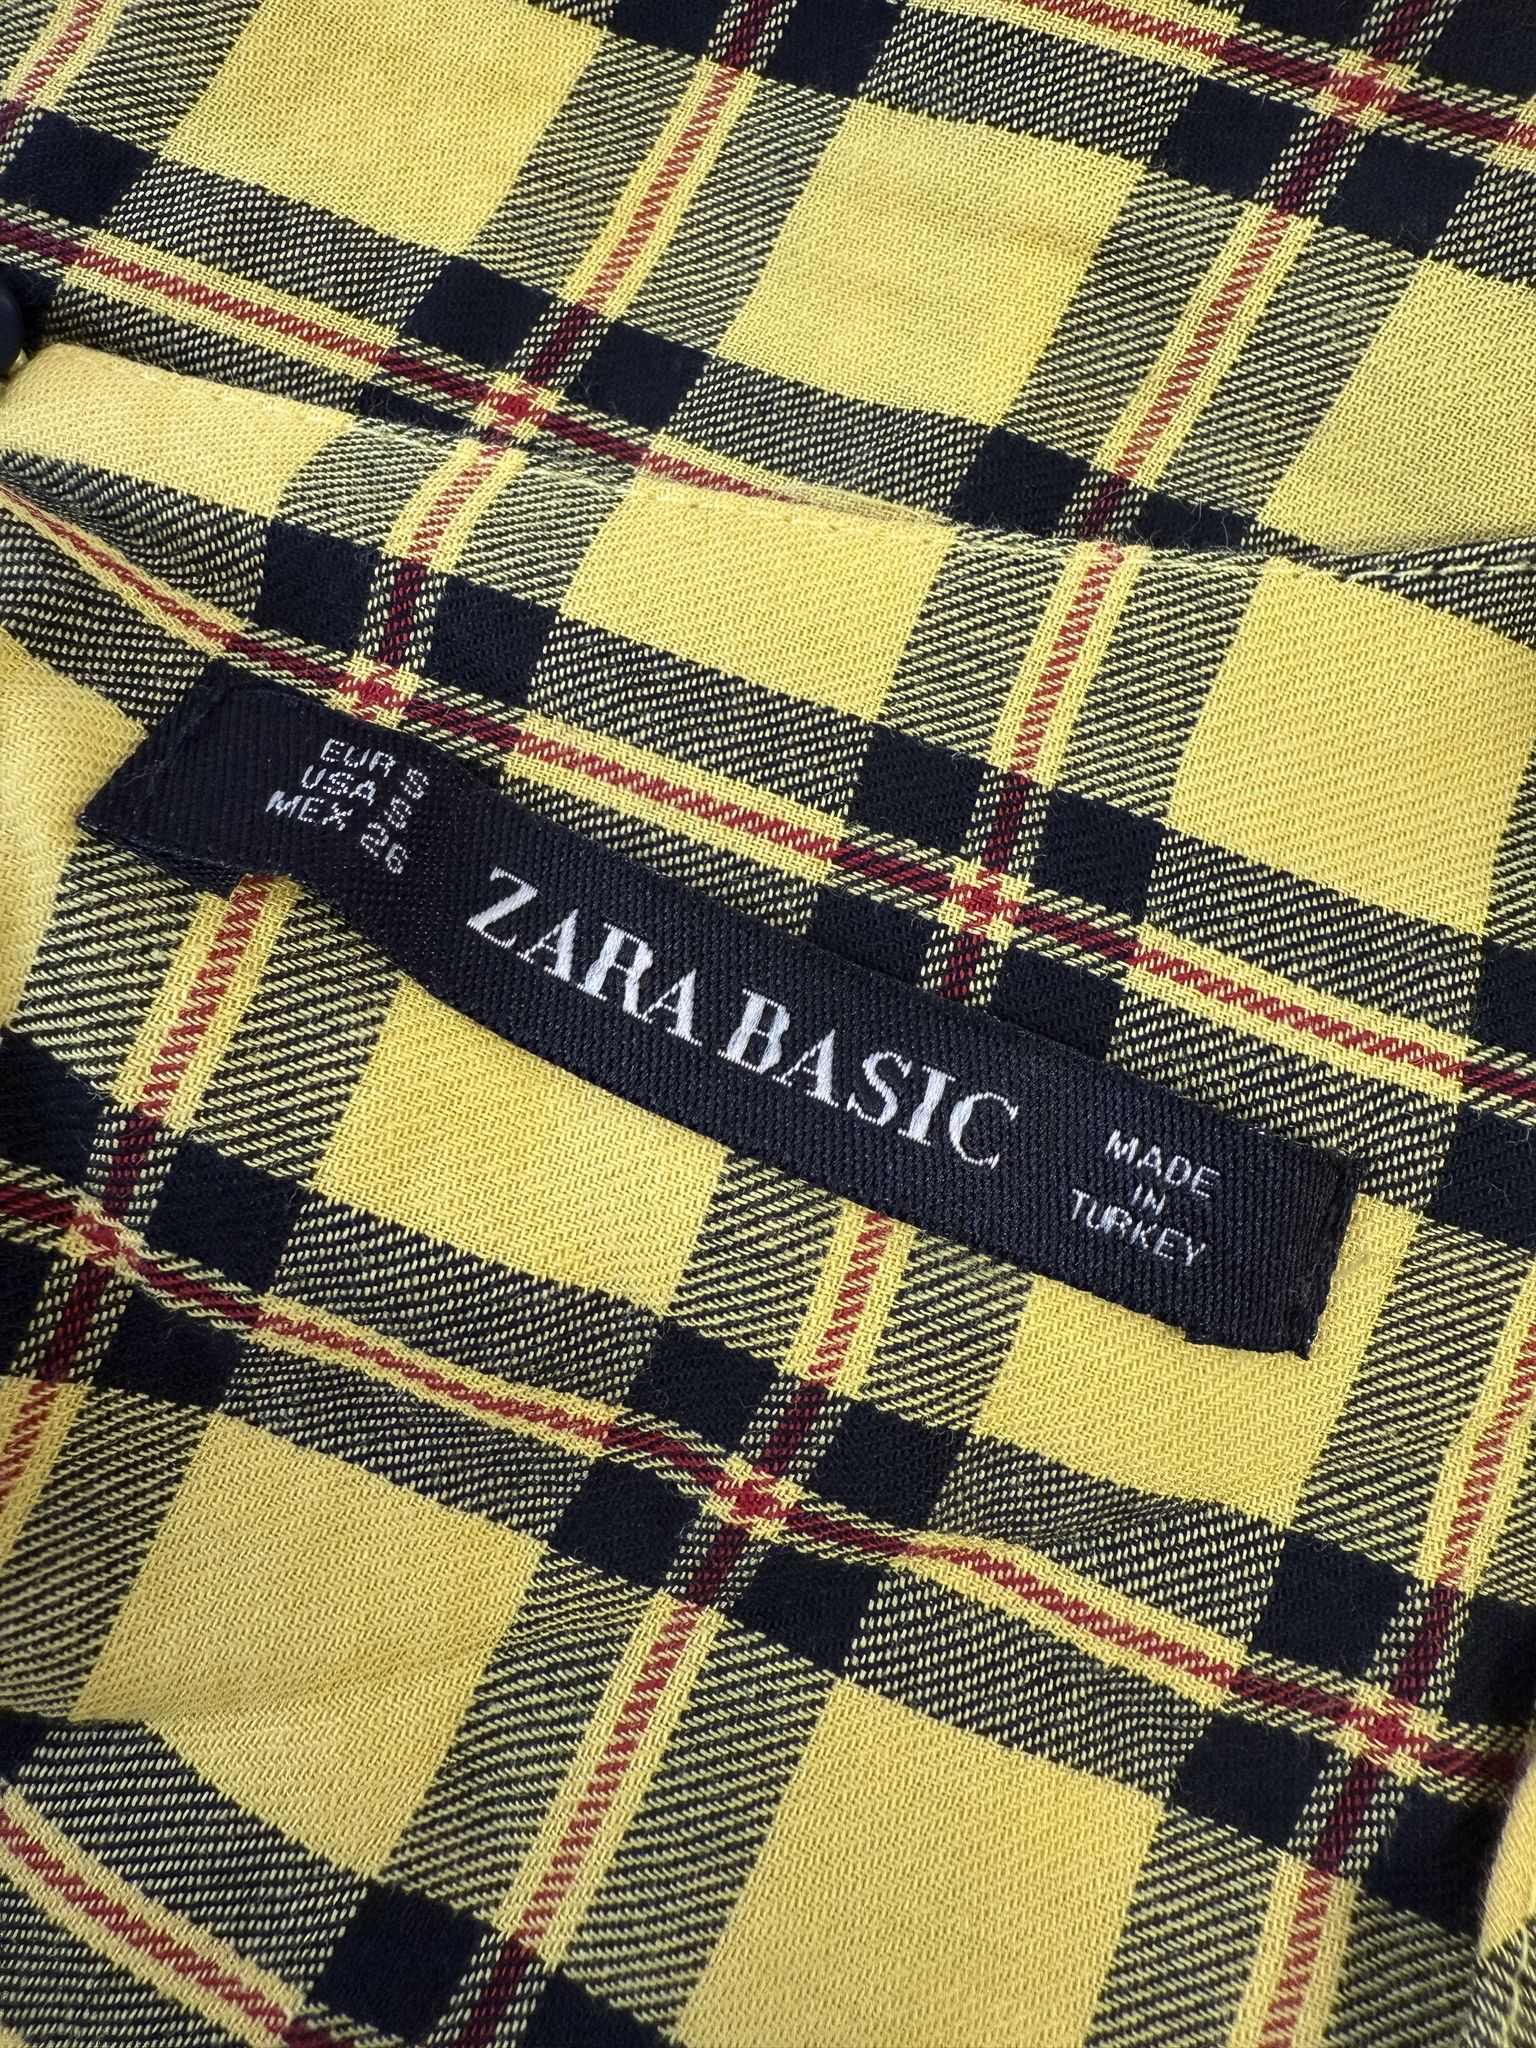 EUR S
USA S
MEX 26
ZARA BASIC
MADE
IN
TURKEY